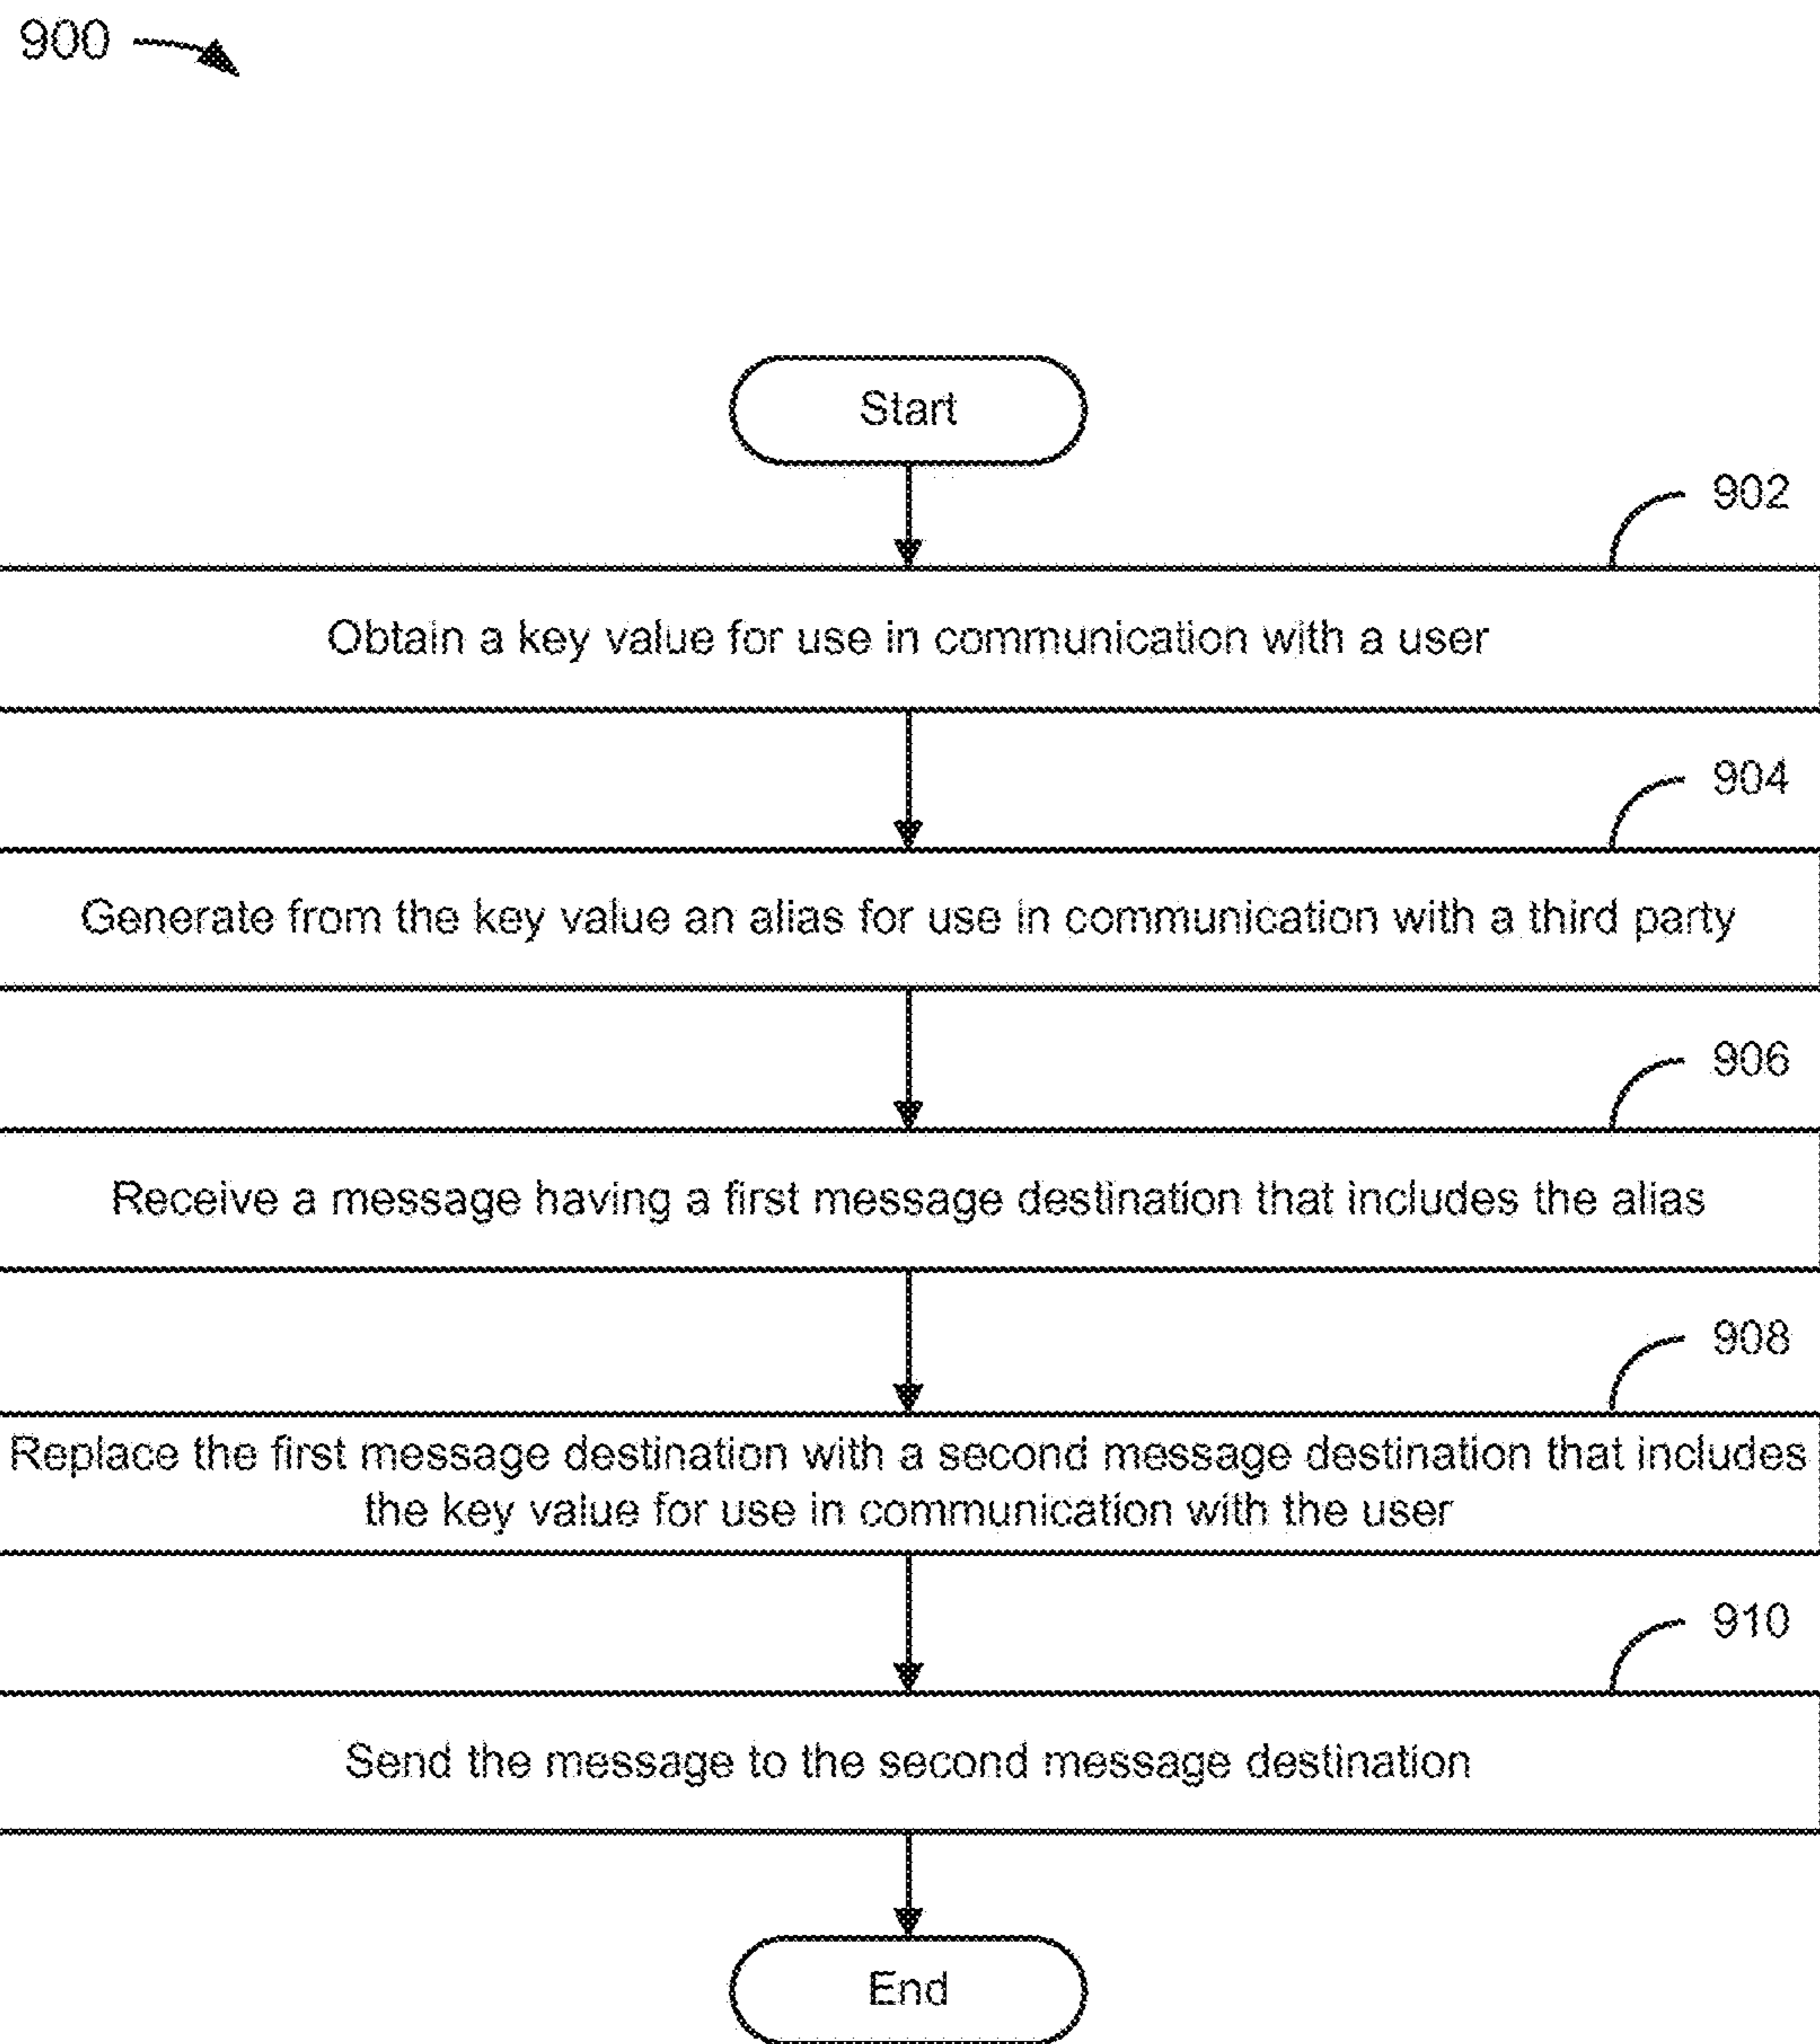 900
Start
902
Obtain a key value for use in communication with a user
904
Generate from the key value an alias for use in communication with a third party
906
Receive a message having a first message destination that includes the alias
908
Replace the first message destination with a second message destination that includes
the key value for use in communication with the user
910
Send the message to the second message destination
End